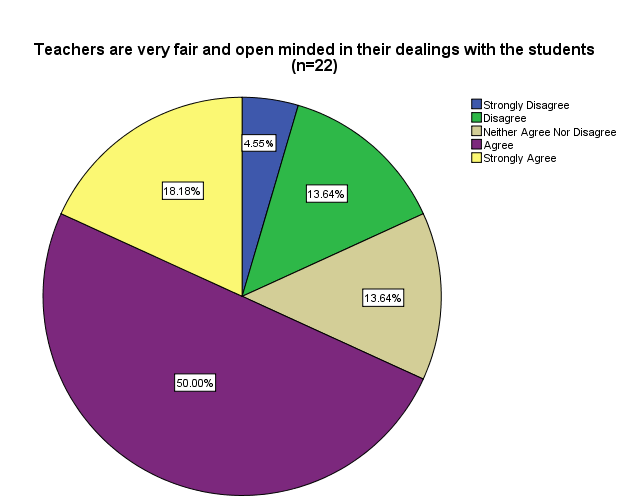 Teachers are very fair and open minded in their dealings with the students
(n=22)
Strongly Disagree
Disagree
Neither Agree Nor Disagree
Agree
Strongly Agree
4.55%
18.18%
13.64%
13.64%
50.00%